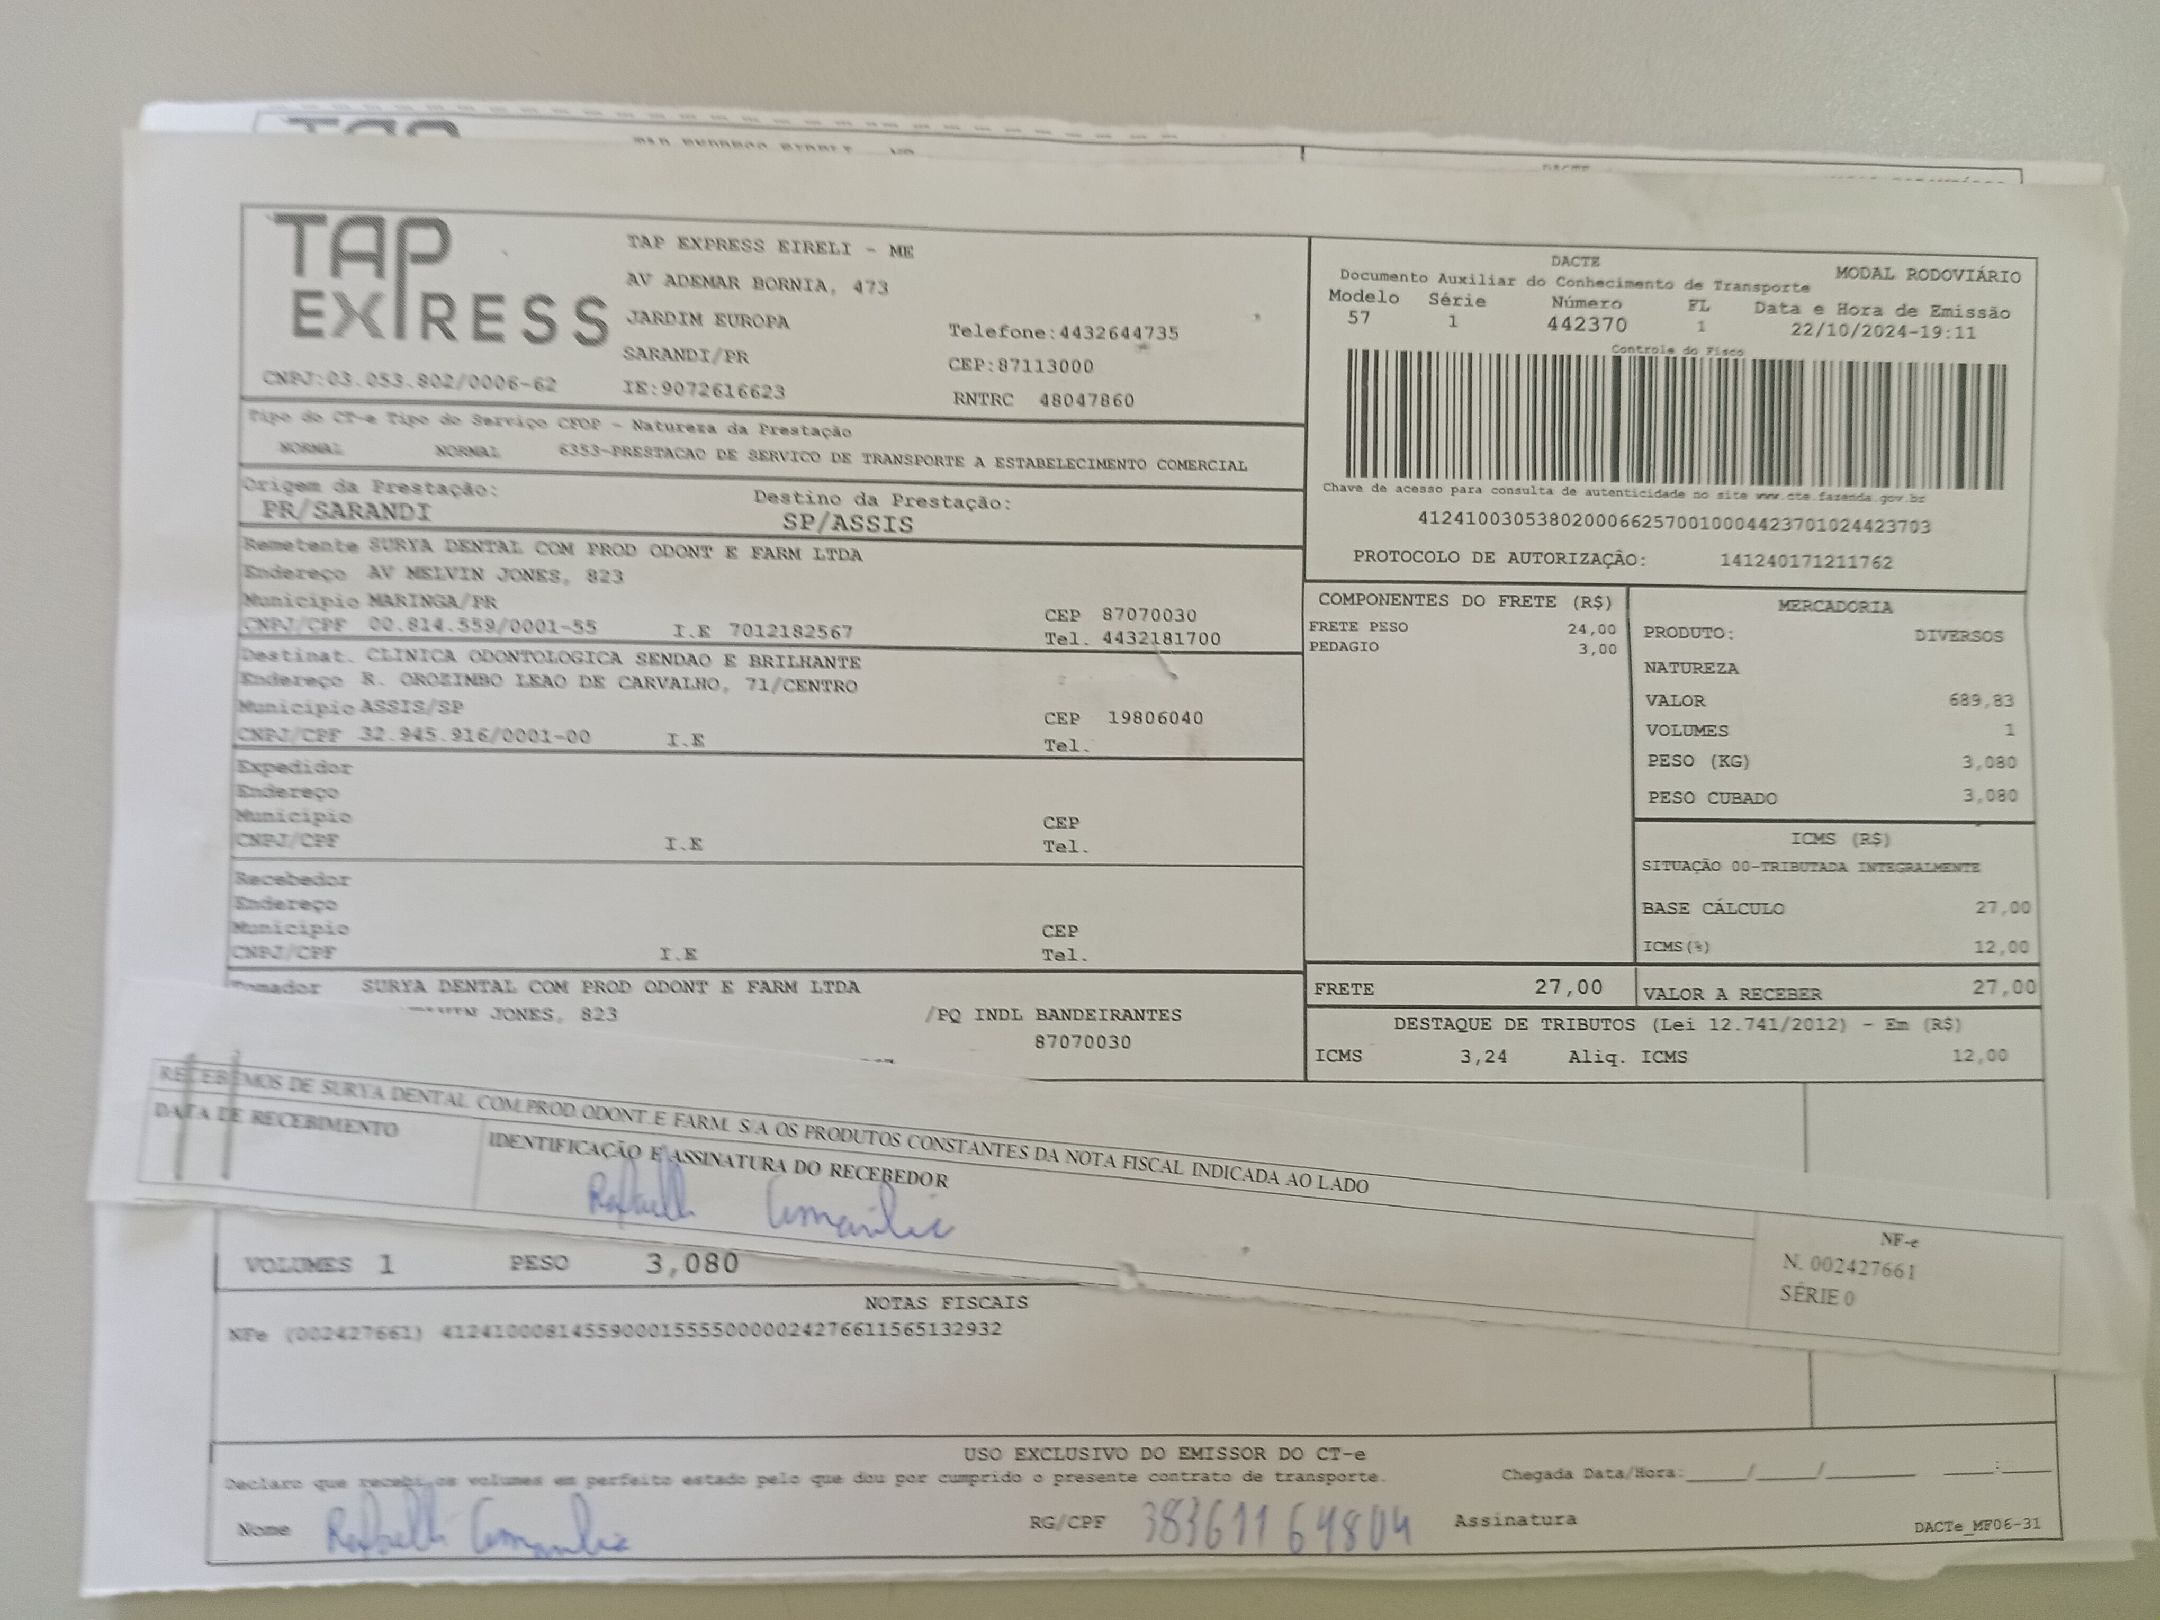 TAP EXPRESS
TAP EXPRESS EIRELI - ME
AV ADEMAR BORNIA, 473
JARDIM EUROPA
Telefone:4432644735
SARANDI/PR
CEP:87113000
CNPJ:03.053.802/0006-62
IE:9072616623
RNTRC 48047860
DACTE
MODAL RODOVIÁRIO
Documento Auxiliar do Conhecimento de Transporte
Modelo Série Número FL Data e Hora de Emissão
57 1 442370 1 22/10/2024-19:11
Controle do Fisco
Chave de acesso para consulta de autenticidade no site www.cte.fazenda.gov.br
41241003053802000662570010004423701024423703
PROTOCOLO DE AUTORIZAÇÃO: 141240171211762
Tipo do CT-e Tipo do Serviço CFOP - Natureza da Prestação
NORMAL NORMAL 6353-PRESTACAO DE SERVICO DE TRANSPORTE A ESTABELECIMENTO COMERCIAL
Origem da Prestação: Destino da Prestação:
PR/SARANDI SP/ASSIS
Remetente SURYA DENTAL COM PROD ODONT E FARM LTDA
Endereço AV MELVIN JONES, 823
Município MARINGA/PR CEP 87070030
CNPJ/CPF 00.814.559/0001-55 I.E 7012182567 Tel. 4432181700
Destinat. CLINICA ODONTOLOGICA SENDAO E BRILHANTE
Endereço R. OROZIMBO LEAO DE CARVALHO, 71/CENTRO
Município ASSIS/SP CEP 19806040
CNPJ/CPF 32.945.916/0001-00 I.E Tel.
Expedidor
Endereço
Município CEP
CNPJ/CPF I.E Tel.
Recebedor
Endereço
Município CEP
CNPJ/CPF I.E Tel.
Tomador SURYA DENTAL COM PROD ODONT E FARM LTDA
JONES, 823 /PQ INDL BANDEIRANTES
87070030
COMPONENTES DO FRETE (R$)
FRETE PESO 24,00
PEDAGIO 3,00
MERCADORIA
PRODUTO: DIVERSOS
NATUREZA
VALOR 689,83
VOLUMES 1
PESO (KG) 3,080
PESO CUBADO 3,080
ICMS (R$)
SITUAÇÃO 00-TRIBUTADA INTEGRALMENTE
BASE CÁLCULO 27,00
ICMS(%) 12,00
FRETE 27,00 VALOR A RECEBER 27,00
DESTAQUE DE TRIBUTOS (Lei 12.741/2012) - Em (R$)
ICMS 3,24 Aliq. ICMS 12,00
RECEBEMOS DE SURYA DENTAL COM.PROD.ODONT.E FARM. S.A OS PRODUTOS CONSTANTES DA NOTA FISCAL INDICADA AO LADO
DATA DE RECEBIMENTO IDENTIFICAÇÃO E ASSINATURA DO RECEBEDOR
NF-e
N. 002427661
SÉRIE 0
VOLUMES 1 PESO 3,080
NOTAS FISCAIS
NFe (002427661) 41241000814559000155550000024276611565132932
USO EXCLUSIVO DO EMISSOR DO CT-e
Declaro que recebi os volumes em perfeito estado pelo que dou por cumprido o presente contrato de transporte. Chegada Data/Hora:____/____/______ ____:____
Nome RG/CPF 38361164804 Assinatura
DACTe_MF06-31